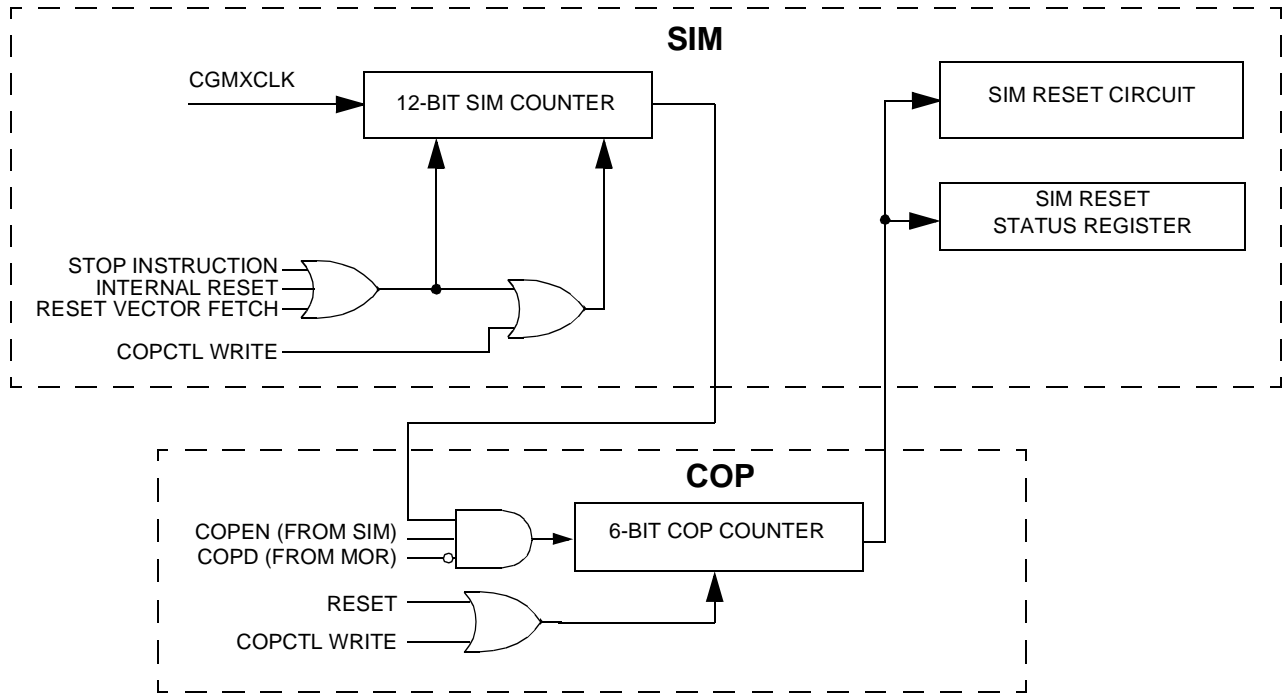 SIM
CGMXCLK
12-BIT SIM COUNTER
SIM RESET CIRCUIT
SIM RESET
STATUS REGISTER
STOP INSTRUCTION
INTERNAL RESET
RESET VECTOR FETCH
COPCTL WRITE
COP
COPEN (FROM SIM)
COPD (FROM MOR)
6-BIT COP COUNTER
RESET
COPCTL WRITE